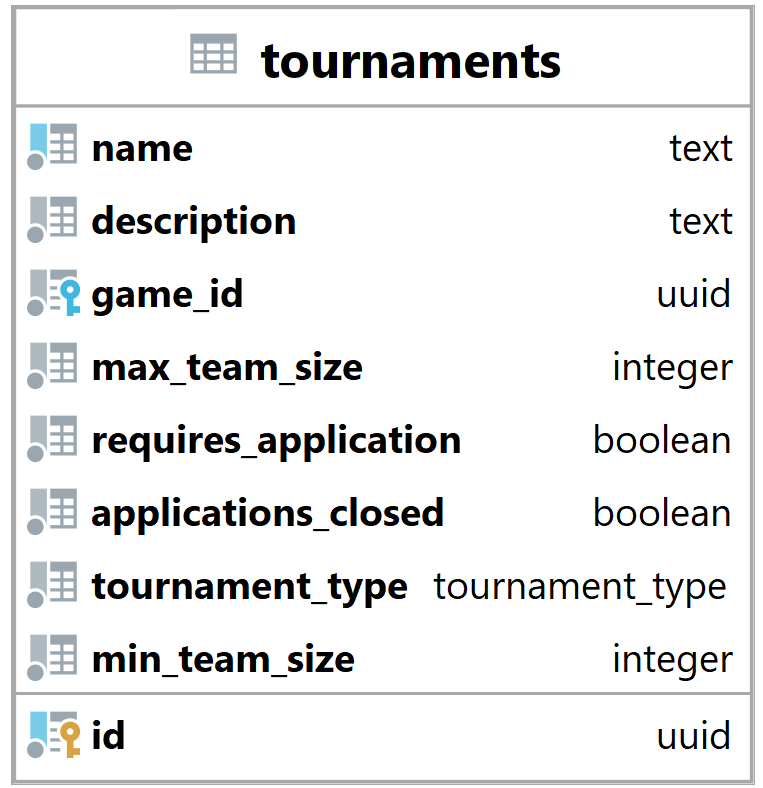 tournaments
name text
description text
game_id uuid
max_team_size integer
requires_application boolean
applications_closed boolean
tournament_type tournament_type
min_team_size integer
id uuid